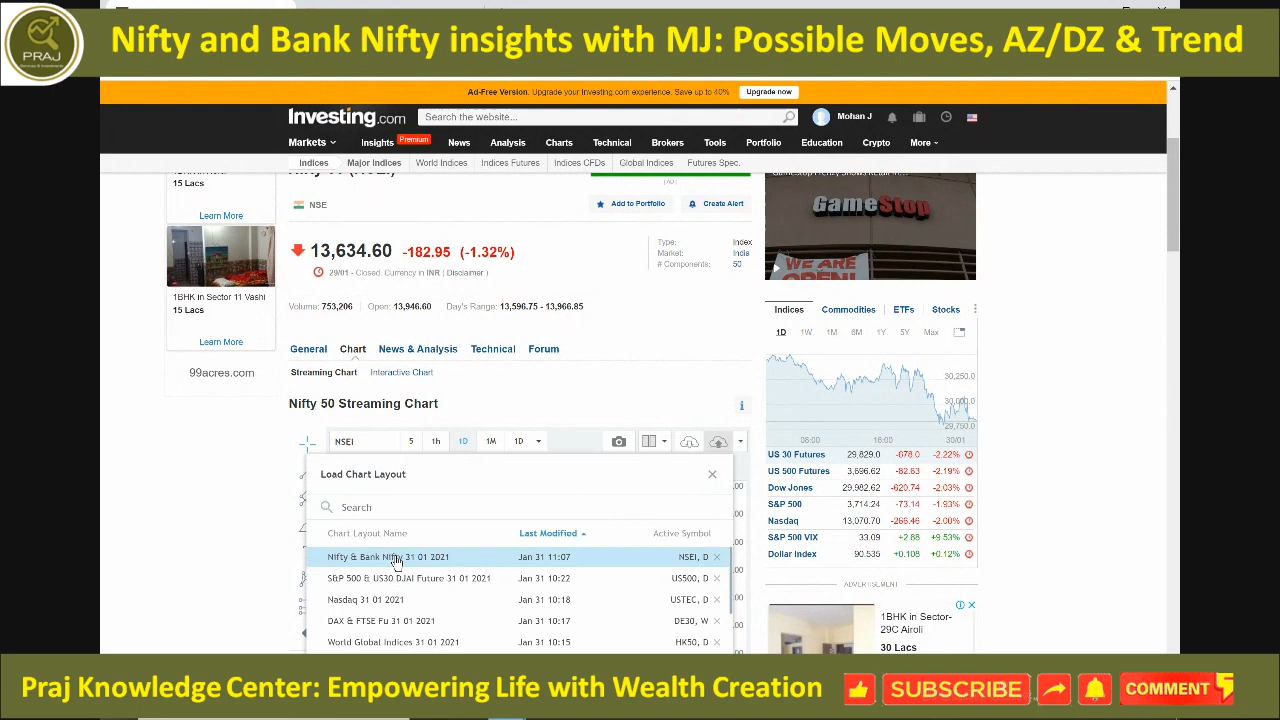 Nifty and Bank Nifty insights with MJ: Possible Moves, AZ/DZ & Trend
PRAJ
Ad-Free Version. Upgrade your Investing.com experience. Save up to 40% Upgrade now
Investing.com Search the website... Mohan J
Markets Insights Premium News Analysis Charts Technical Brokers Tools Portfolio Education Crypto More
Indices Major Indices World Indices Indices Futures Indices CFDs Global Indices Futures Spec.
15 Lacs
Learn More
1BHK in Sector 11 Vashi
15 Lacs
Learn More
99acres.com
NSE Add to Portfolio Create Alert
13,634.60 -182.95 (-1.32%)
29/01 - Closed. Currency in INR ( Disclaimer )
Type: Index
Market: India
# Components: 50
Volume: 753,206 Open: 13,946.60 Day's Range: 13,596.75 - 13,966.85
General Chart News & Analysis Technical Forum
Streaming Chart Interactive Chart
Nifty 50 Streaming Chart
NSEI 5 1h 1D 1M 1D
Load Chart Layout
Search
Chart Layout Name Last Modified Active Symbol
Nifty & Bank Nifty 31 01 2021 Jan 31 11:07 NSEI, D
S&P 500 & US30 DJAI Future 31 01 2021 Jan 31 10:22 US500, D
Nasdaq 31 01 2021 Jan 31 10:18 USTEC, D
DAX & FTSE Fu 31 01 2021 Jan 31 10:17 DE30, W
World Global Indices 31 01 2021 Jan 31 10:15 HK50, D
GameStop
WE ARE
OPEN!
Indices Commodities ETFs Stocks
1D 1W 1M 6M 1Y 5Y Max
30,250.0
30,000.0
29,750.0
08:00 16:00 30/01
US 30 Futures 29,829.0 -678.0 -2.22%
US 500 Futures 3,696.62 -82.63 -2.19%
Dow Jones 29,982.62 -620.74 -2.03%
S&P 500 3,714.24 -73.14 -1.93%
Nasdaq 13,070.70 -266.46 -2.00%
S&P 500 VIX 33.09 +2.88 +9.53%
Dollar Index 90.535 +0.108 +0.12%
ADVERTISEMENT
1BHK in Sector-
29C Airoli
30 Lacs
Praj Knowledge Center: Empowering Life with Wealth Creation SUBSCRIBE COMMENT